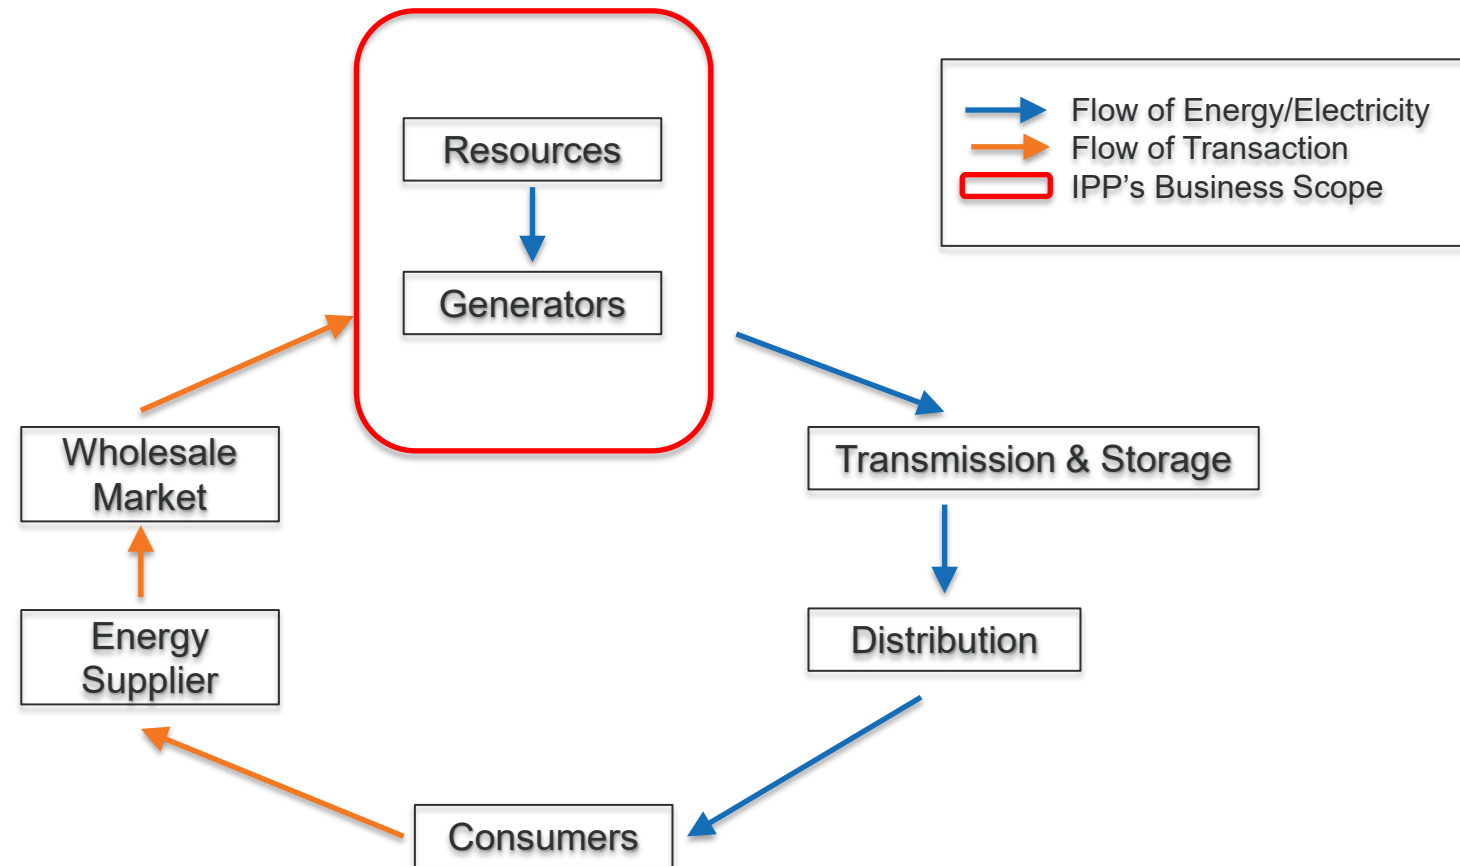 Resources
Generators
Flow of Energy/Electricity
Flow of Transaction
IPP’s Business Scope
Wholesale
Market
Transmission & Storage
Energy
Supplier
Distribution
Consumers